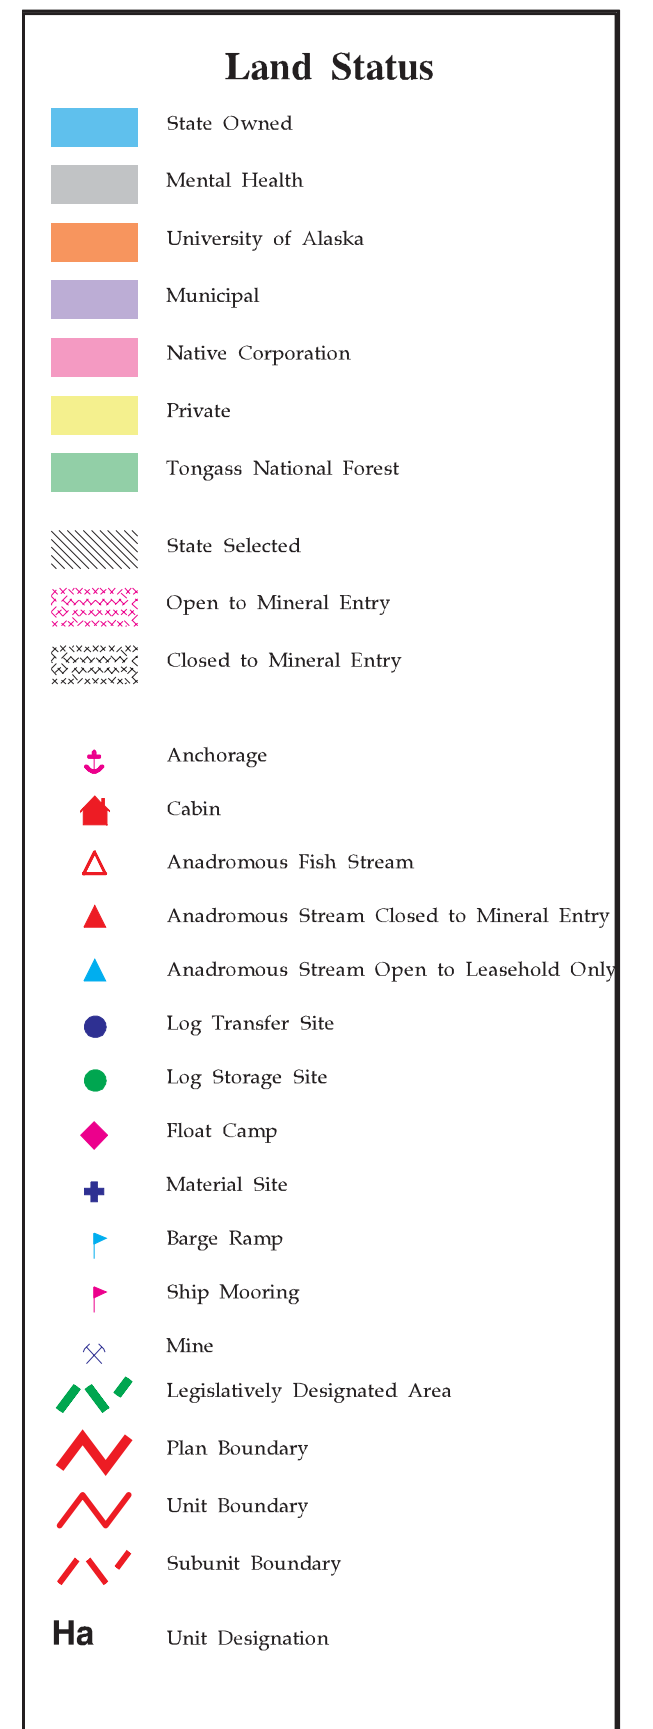 Land Status
State Owned
Mental Health
University of Alaska
Municipal
Native Corporation
Private
Tongass National Forest
State Selected
Open to Mineral Entry
Closed to Mineral Entry
Anchorage
Cabin
Anadromous Fish Stream
Anadromous Stream Closed to Mineral Entry
Anadromous Stream Open to Leasehold Only
Log Transfer Site
Log Storage Site
Float Camp
Material Site
Barge Ramp
Ship Mooring
Mine
Legislatively Designated Area
Plan Boundary
Unit Boundary
Subunit Boundary
Ha Unit Designation